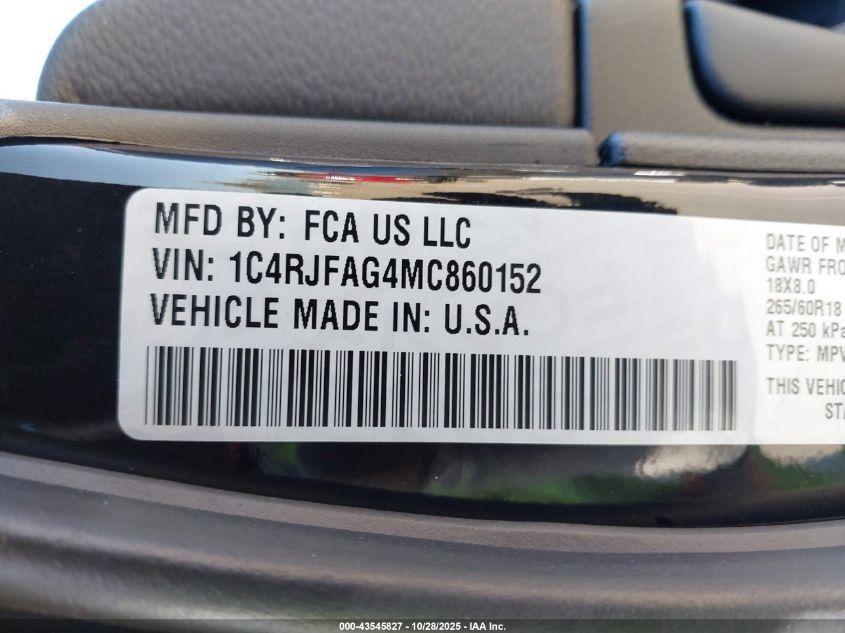 MFD BY: FCA US LLC
VIN: 1C4RJFAG4MC860152
VEHICLE MADE IN: U.S.A.
DATE OF M
GAWR FRO
18X8.0
265/60R18
AT 250 kPa
TYPE: MPV
THIS VEHIC
STA
000-43545827 - 10/28/2025 - IAA Inc.